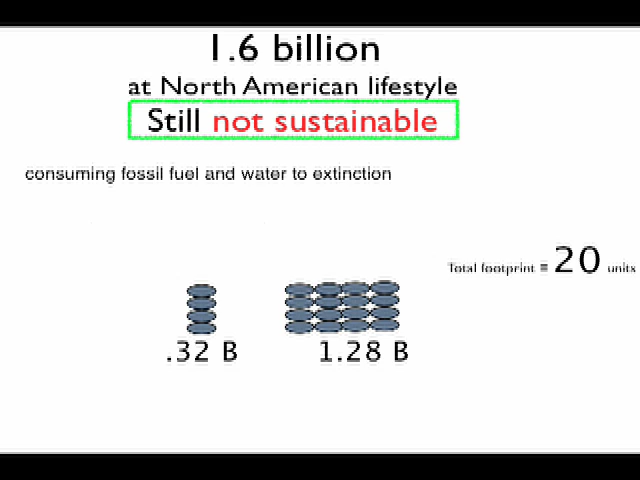 1.6 billion
at North American lifestyle
Still not sustainable
consuming fossil fuel and water to extinction
Total footprint = 20 units
.32 B
1.28 B